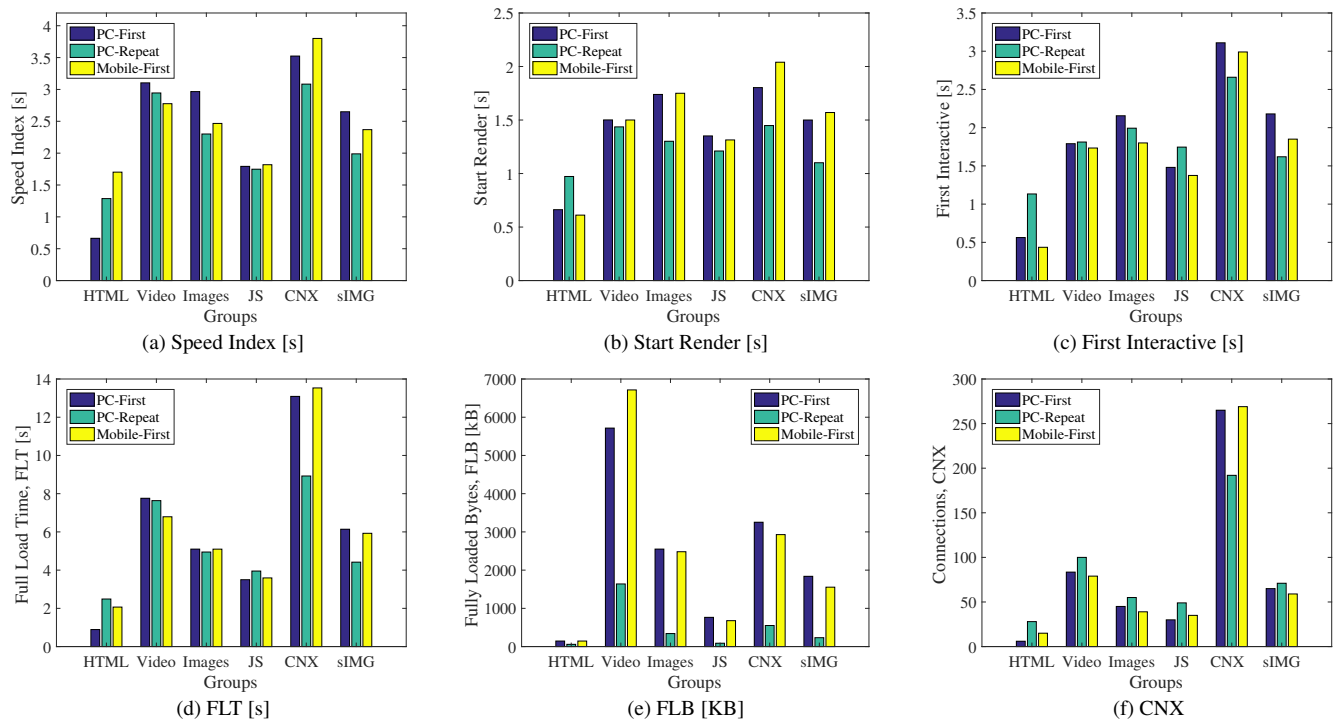 PC-First
PC-Repeat
Mobile-First
Speed Index [s]
0
0.5
1
1.5
2
2.5
3
3.5
4
HTML Video Images JS CNX sIMG
Groups
(a) Speed Index [s]
PC-First
PC-Repeat
Mobile-First
Start Render [s]
0
0.5
1
1.5
2
2.5
HTML Video Images JS CNX sIMG
Groups
(b) Start Render [s]
PC-First
PC-Repeat
Mobile-First
First Interactive [s]
0
0.5
1
1.5
2
2.5
3
3.5
HTML Video Images JS CNX sIMG
Groups
(c) First Interactive [s]
PC-First
PC-Repeat
Mobile-First
Full Load Time, FLT [s]
0
2
4
6
8
10
12
14
HTML Video Images JS CNX sIMG
Groups
(d) FLT [s]
PC-First
PC-Repeat
Mobile-First
Fully Loaded Bytes, FLB [kB]
0
1000
2000
3000
4000
5000
6000
7000
HTML Video Images JS CNX sIMG
Groups
(e) FLB [KB]
PC-First
PC-Repeat
Mobile-First
Connections, CNX
0
50
100
150
200
250
300
HTML Video Images JS CNX sIMG
Groups
(f) CNX